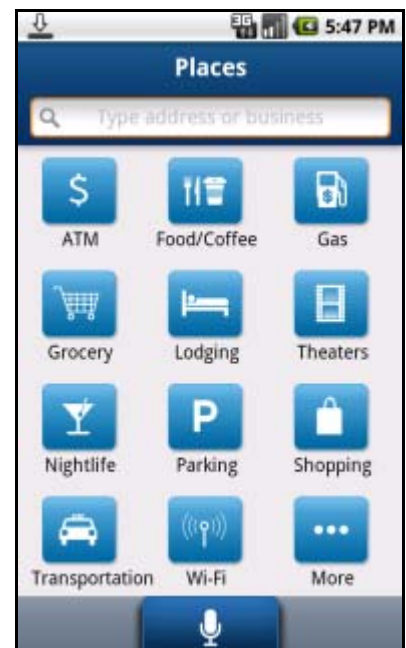 3G 5:47 PM
Places
Type address or business
$
ATM Food/Coffee Gas
Grocery Lodging Theaters
P
Nightlife Parking Shopping
Transportation Wi-Fi More